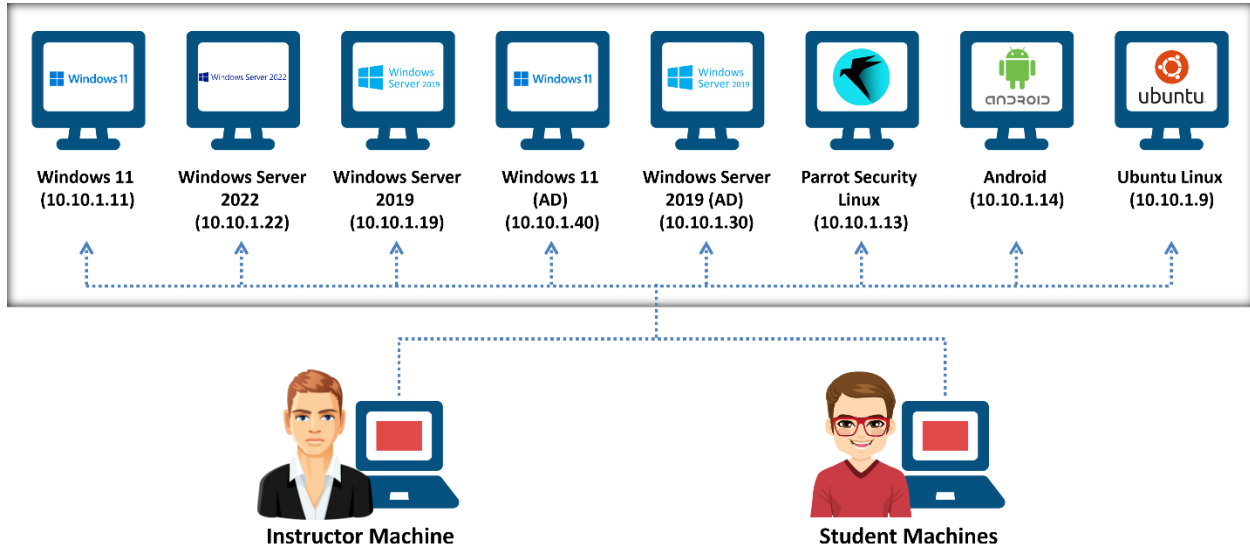 Windows 11
Windows Server 2022
Windows
Server 2019
Windows 11
Windows
Server 2019
ANDROID
ubuntu
Windows 11
(10.10.1.11)
Windows Server
2022
(10.10.1.22)
Windows Server
2019
(10.10.1.19)
Windows 11
(AD)
(10.10.1.40)
Windows Server
2019 (AD)
(10.10.1.30)
Parrot Security
Linux
(10.10.1.13)
Android
(10.10.1.14)
Ubuntu Linux
(10.10.1.9)
Instructor Machine
Student Machines